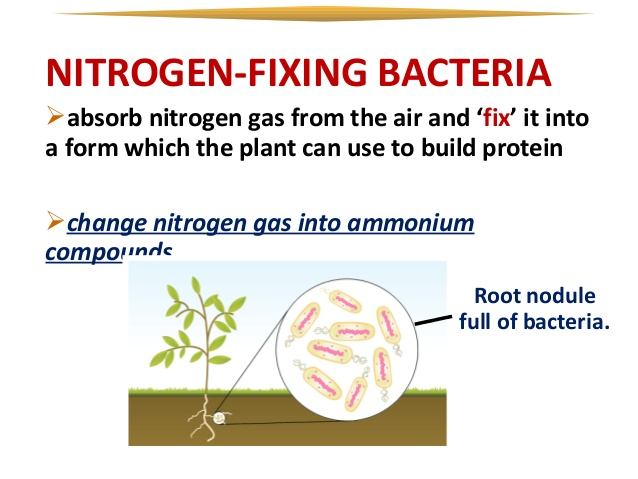 NITROGEN-FIXING BACTERIA
➢absorb nitrogen gas from the air and ‘fix’ it into
a form which the plant can use to build protein
➢change nitrogen gas into ammonium
compounds
Root nodule
full of bacteria.